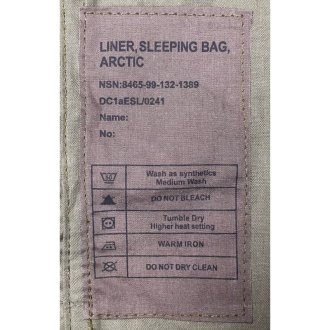 LINER, SLEEPING BAG,
ARCTIC
NSN:8465-99-132-1389
DC1aESL/0241
Name:
No:
Wash as synthetics
Medium Wash
DO NOT BLEACH
Tumble Dry
Higher heat setting
WARM IRON
DO NOT DRY CLEAN